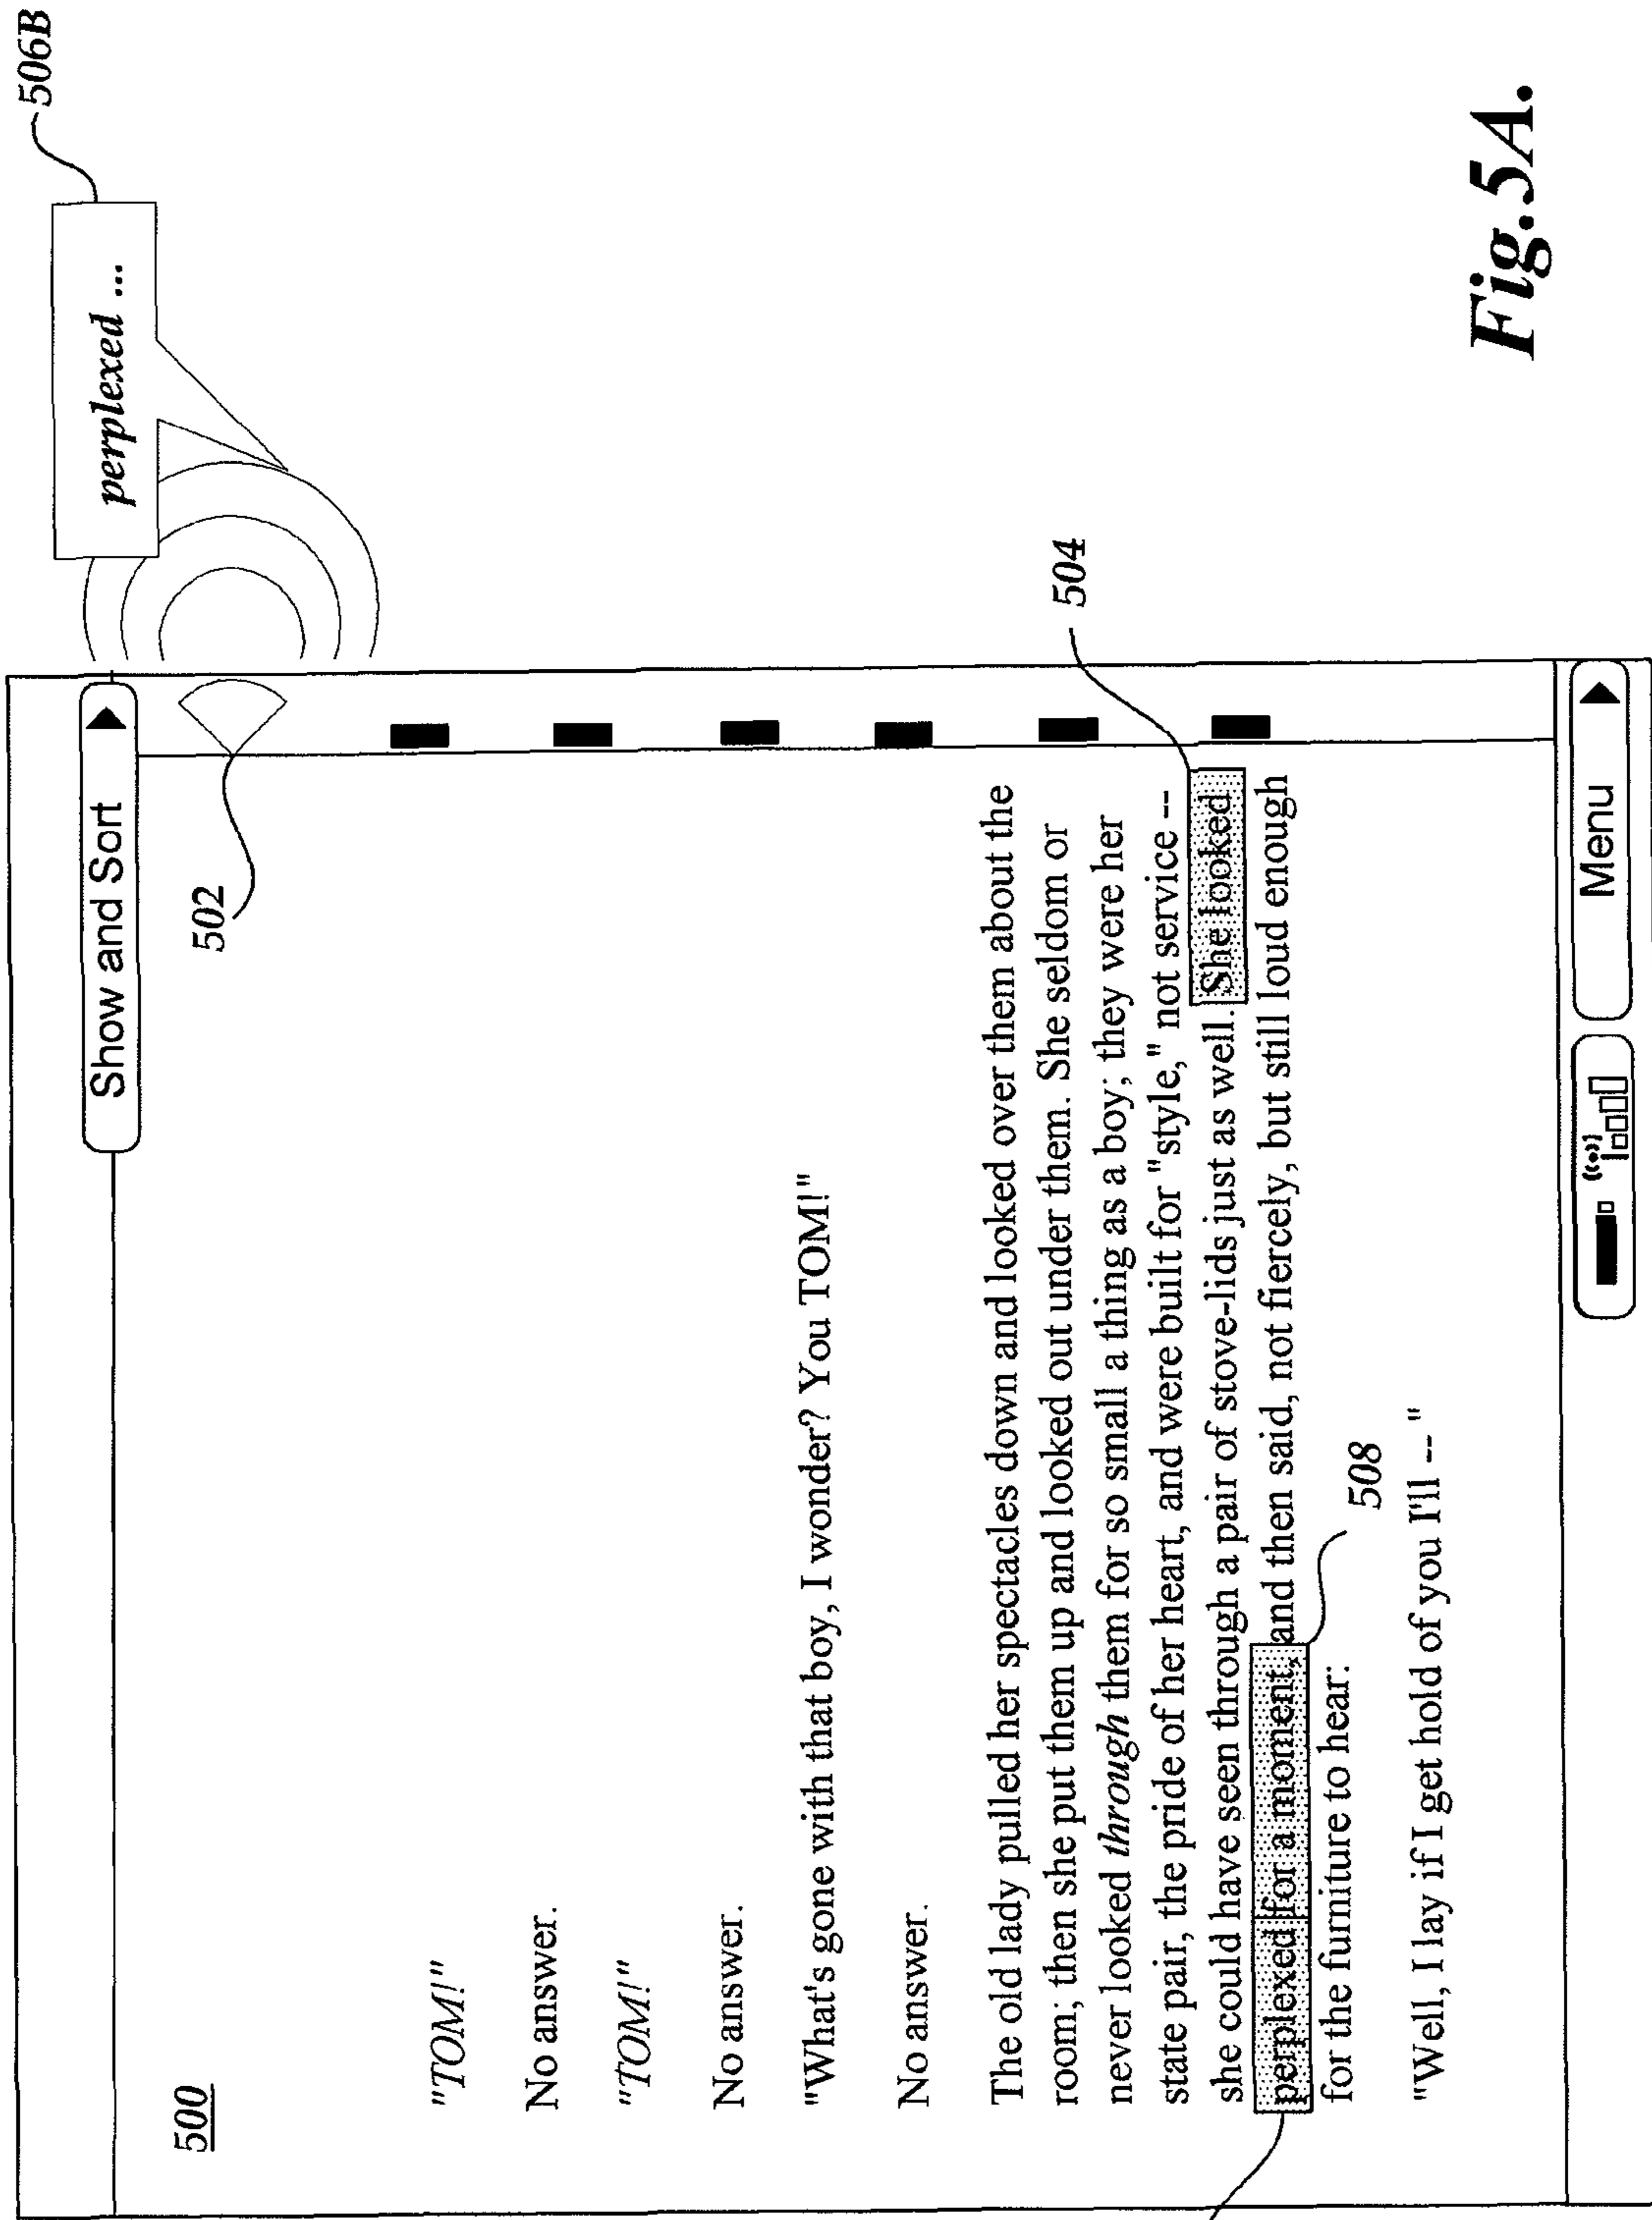 500
Show and Sort
502
506B
perplexed ...
"TOM!"
No answer.
"TOM!"
No answer.
"What's gone with that boy, I wonder? You TOM!"
No answer.
The old lady pulled her spectacles down and looked over them about the
room; then she put them up and looked out under them. She seldom or
never looked through them for so small a thing as a boy; they were her
state pair, the pride of her heart, and were built for "style," not service --
she could have seen through a pair of stove-lids just as well. She looked
504
perplexed for a moment, and then said, not fiercely, but still loud enough
for the furniture to hear:
508
"Well, I lay if I get hold of you I'll -- "
Menu
Fig.5A.